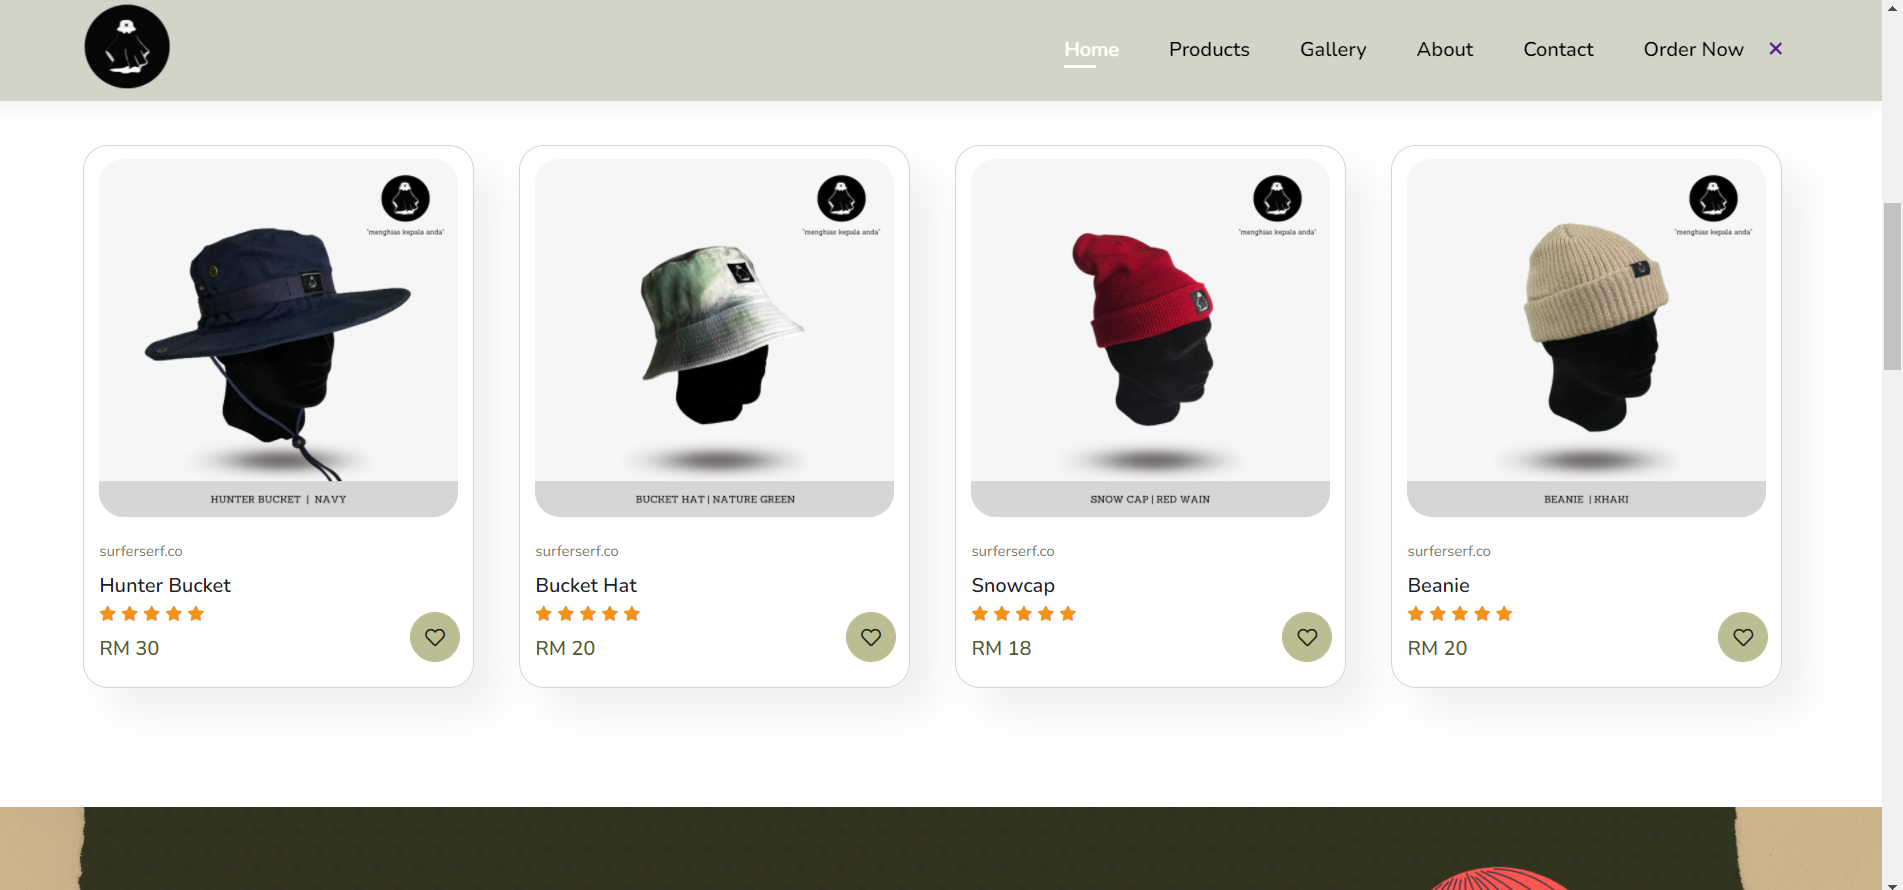 Home Products Gallery About Contact Order Now
"menghias kepala anda"
HUNTER BUCKET | NAVY
surferserf.co
Hunter Bucket
RM 30
"menghias kepala anda"
BUCKET HAT | NATURE GREEN
surferserf.co
Bucket Hat
RM 20
"menghias kepala anda"
SNOW CAP | RED WAIN
surferserf.co
Snowcap
RM 18
"menghias kepala anda"
BEANIE | KHAKI
surferserf.co
Beanie
RM 20